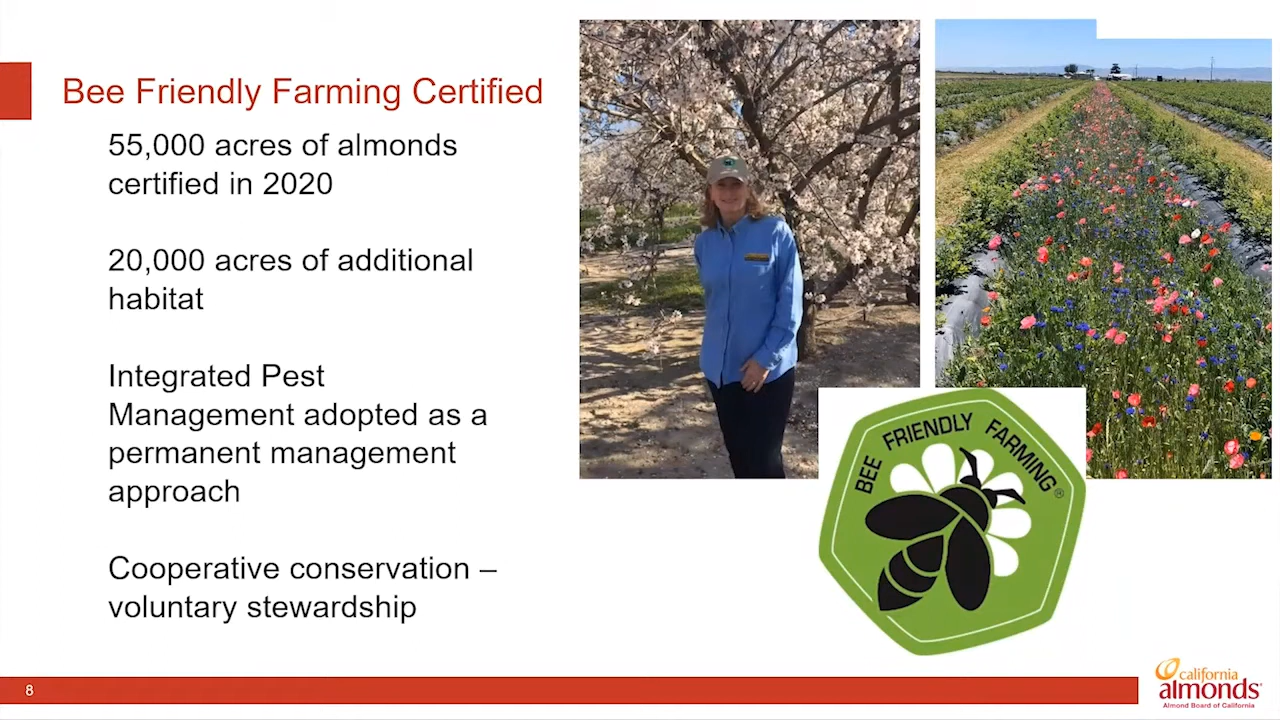 Bee Friendly Farming Certified
55,000 acres of almonds
certified in 2020
20,000 acres of additional
habitat
Integrated Pest
Management adopted as a
permanent management
approach
Cooperative conservation –
voluntary stewardship
BEE FRIENDLY FARMING®
8
california
almonds®
Almond Board of California